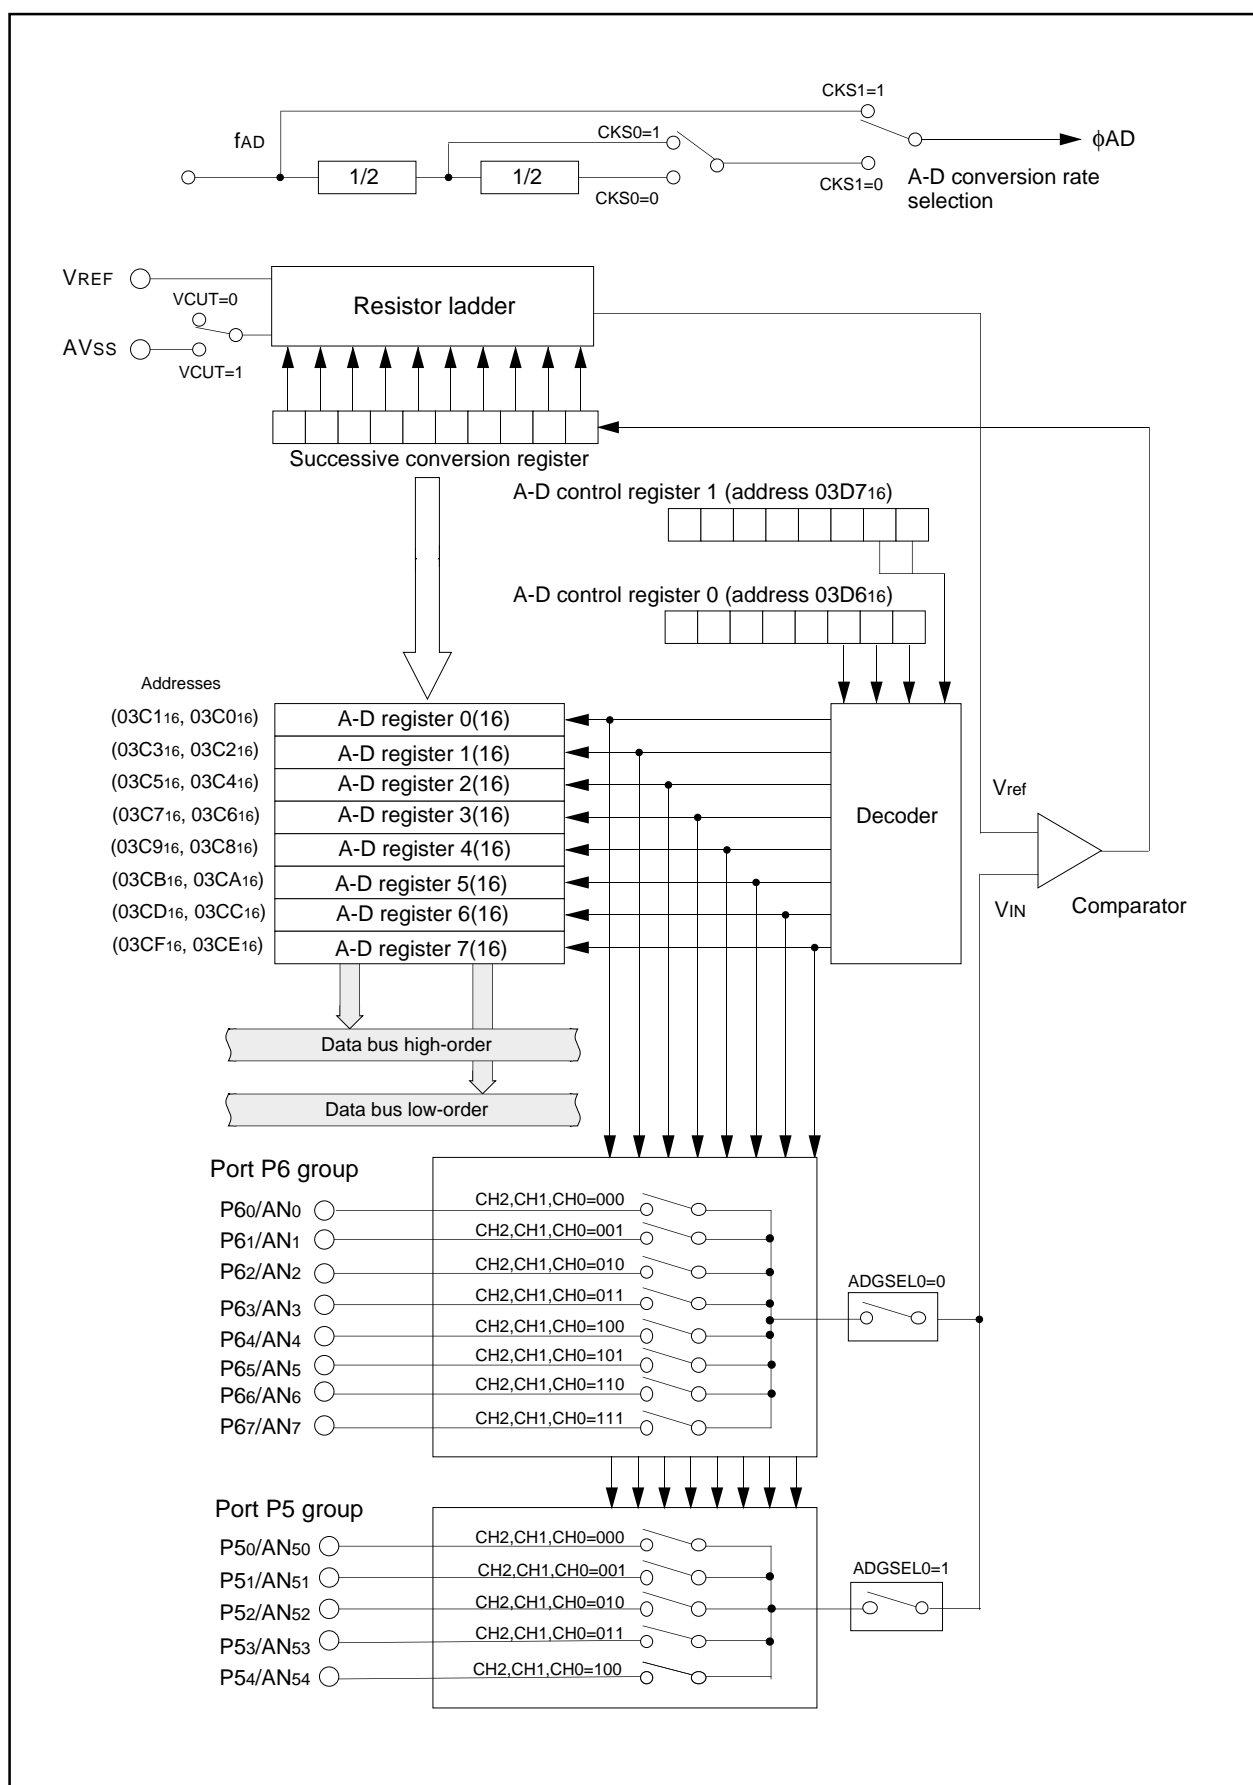 CKS1=1
fAD
CKS0=1
ϕAD
1/2
1/2
CKS0=0
CKS1=0
A-D conversion rate
selection
VREF
VCUT=0
Resistor ladder
AVSS
VCUT=1
Successive conversion register
A-D control register 1 (address 03D716)
A-D control register 0 (address 03D616)
Addresses
(03C116, 03C016) A-D register 0(16)
(03C316, 03C216) A-D register 1(16)
(03C516, 03C416) A-D register 2(16)
(03C716, 03C616) A-D register 3(16)
(03C916, 03C816) A-D register 4(16)
(03CB16, 03CA16) A-D register 5(16)
(03CD16, 03CC16) A-D register 6(16)
(03CF16, 03CE16) A-D register 7(16)
Decoder
Vref
VIN
Comparator
Data bus high-order
Data bus low-order
Port P6 group
P60/AN0 CH2,CH1,CH0=000
P61/AN1 CH2,CH1,CH0=001
P62/AN2 CH2,CH1,CH0=010
P63/AN3 CH2,CH1,CH0=011
P64/AN4 CH2,CH1,CH0=100
P65/AN5 CH2,CH1,CH0=101
P66/AN6 CH2,CH1,CH0=110
P67/AN7 CH2,CH1,CH0=111
ADGSEL0=0
Port P5 group
P50/AN50 CH2,CH1,CH0=000
P51/AN51 CH2,CH1,CH0=001
P52/AN52 CH2,CH1,CH0=010
P53/AN53 CH2,CH1,CH0=011
P54/AN54 CH2,CH1,CH0=100
ADGSEL0=1